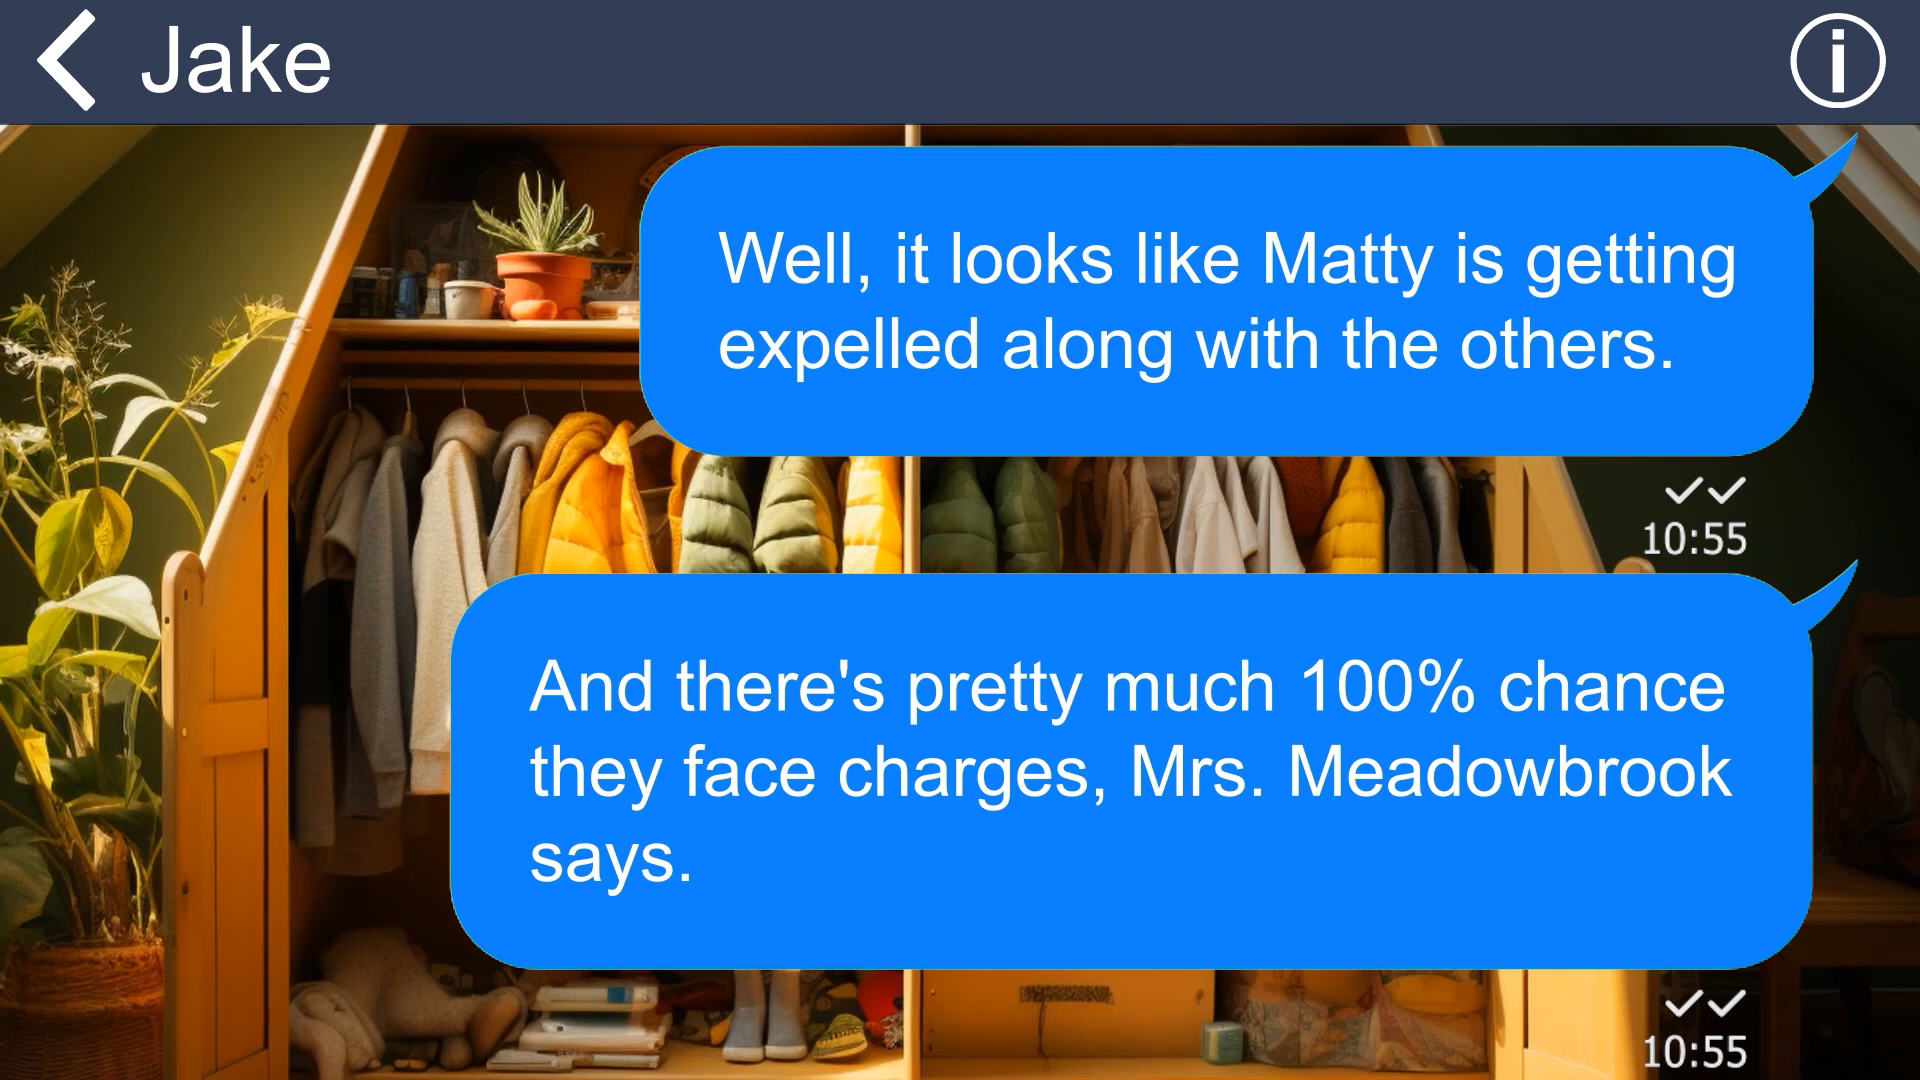 Jake
Well, it looks like Matty is getting
expelled along with the others.
10:55
And there's pretty much 100% chance
they face charges, Mrs. Meadowbrook
says.
10:55